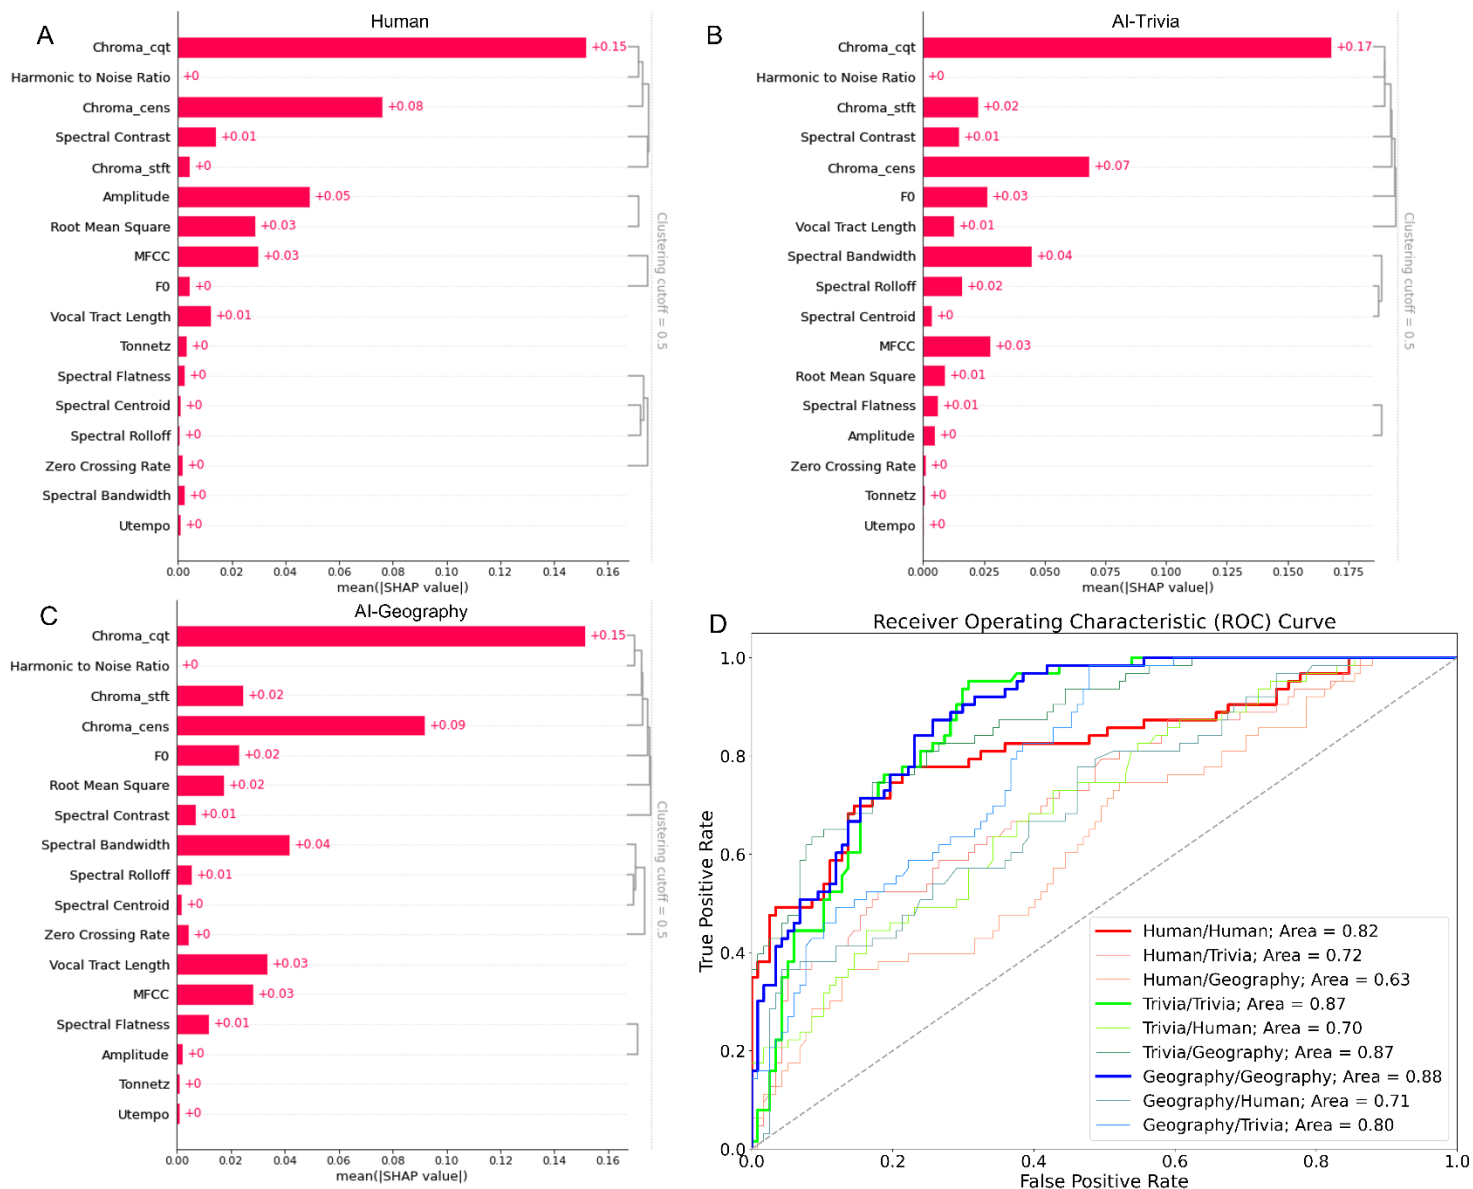 A
Human
Chroma_cqt
+0.15
Harmonic to Noise Ratio
+0
Chroma_cens
+0.08
Spectral Contrast
+0.01
Chroma_stft
+0
Amplitude
+0.05
Root Mean Square
+0.03
MFCC
+0.03
F0
+0
Vocal Tract Length
+0.01
Tonnetz
+0
Spectral Flatness
+0
Spectral Centroid
+0
Spectral Rolloff
+0
Zero Crossing Rate
+0
Spectral Bandwidth
+0
Utempo
+0
Clustering cutoff = 0.5
0.00 0.02 0.04 0.06 0.08 0.10 0.12 0.14 0.16
mean(|SHAP value|)
B
AI-Trivia
Chroma_cqt
+0.17
Harmonic to Noise Ratio
+0
Chroma_stft
+0.02
Spectral Contrast
+0.01
Chroma_cens
+0.07
F0
+0.03
Vocal Tract Length
+0.01
Spectral Bandwidth
+0.04
Spectral Rolloff
+0.02
Spectral Centroid
+0
MFCC
+0.03
Root Mean Square
+0.01
Spectral Flatness
+0.01
Amplitude
+0
Zero Crossing Rate
+0
Tonnetz
+0
Utempo
+0
Clustering cutoff = 0.5
0.000 0.025 0.050 0.075 0.100 0.125 0.150 0.175
mean(|SHAP value|)
C
AI-Geography
Chroma_cqt
+0.15
Harmonic to Noise Ratio
+0
Chroma_stft
+0.02
Chroma_cens
+0.09
F0
+0.02
Root Mean Square
+0.02
Spectral Contrast
+0.01
Spectral Bandwidth
+0.04
Spectral Rolloff
+0.01
Spectral Centroid
+0
Zero Crossing Rate
+0
Vocal Tract Length
+0.03
MFCC
+0.03
Spectral Flatness
+0.01
Amplitude
+0
Tonnetz
+0
Utempo
+0
Clustering cutoff = 0.5
0.00 0.02 0.04 0.06 0.08 0.10 0.12 0.14 0.16
mean(|SHAP value|)
D
Receiver Operating Characteristic (ROC) Curve
True Positive Rate
1.0
0.8
0.6
0.4
0.2
0.0
Human/Human; Area = 0.82
Human/Trivia; Area = 0.72
Human/Geography; Area = 0.63
Trivia/Trivia; Area = 0.87
Trivia/Human; Area = 0.70
Trivia/Geography; Area = 0.87
Geography/Geography; Area = 0.88
Geography/Human; Area = 0.71
Geography/Trivia; Area = 0.80
0.0 0.2 0.4 0.6 0.8 1.0
False Positive Rate